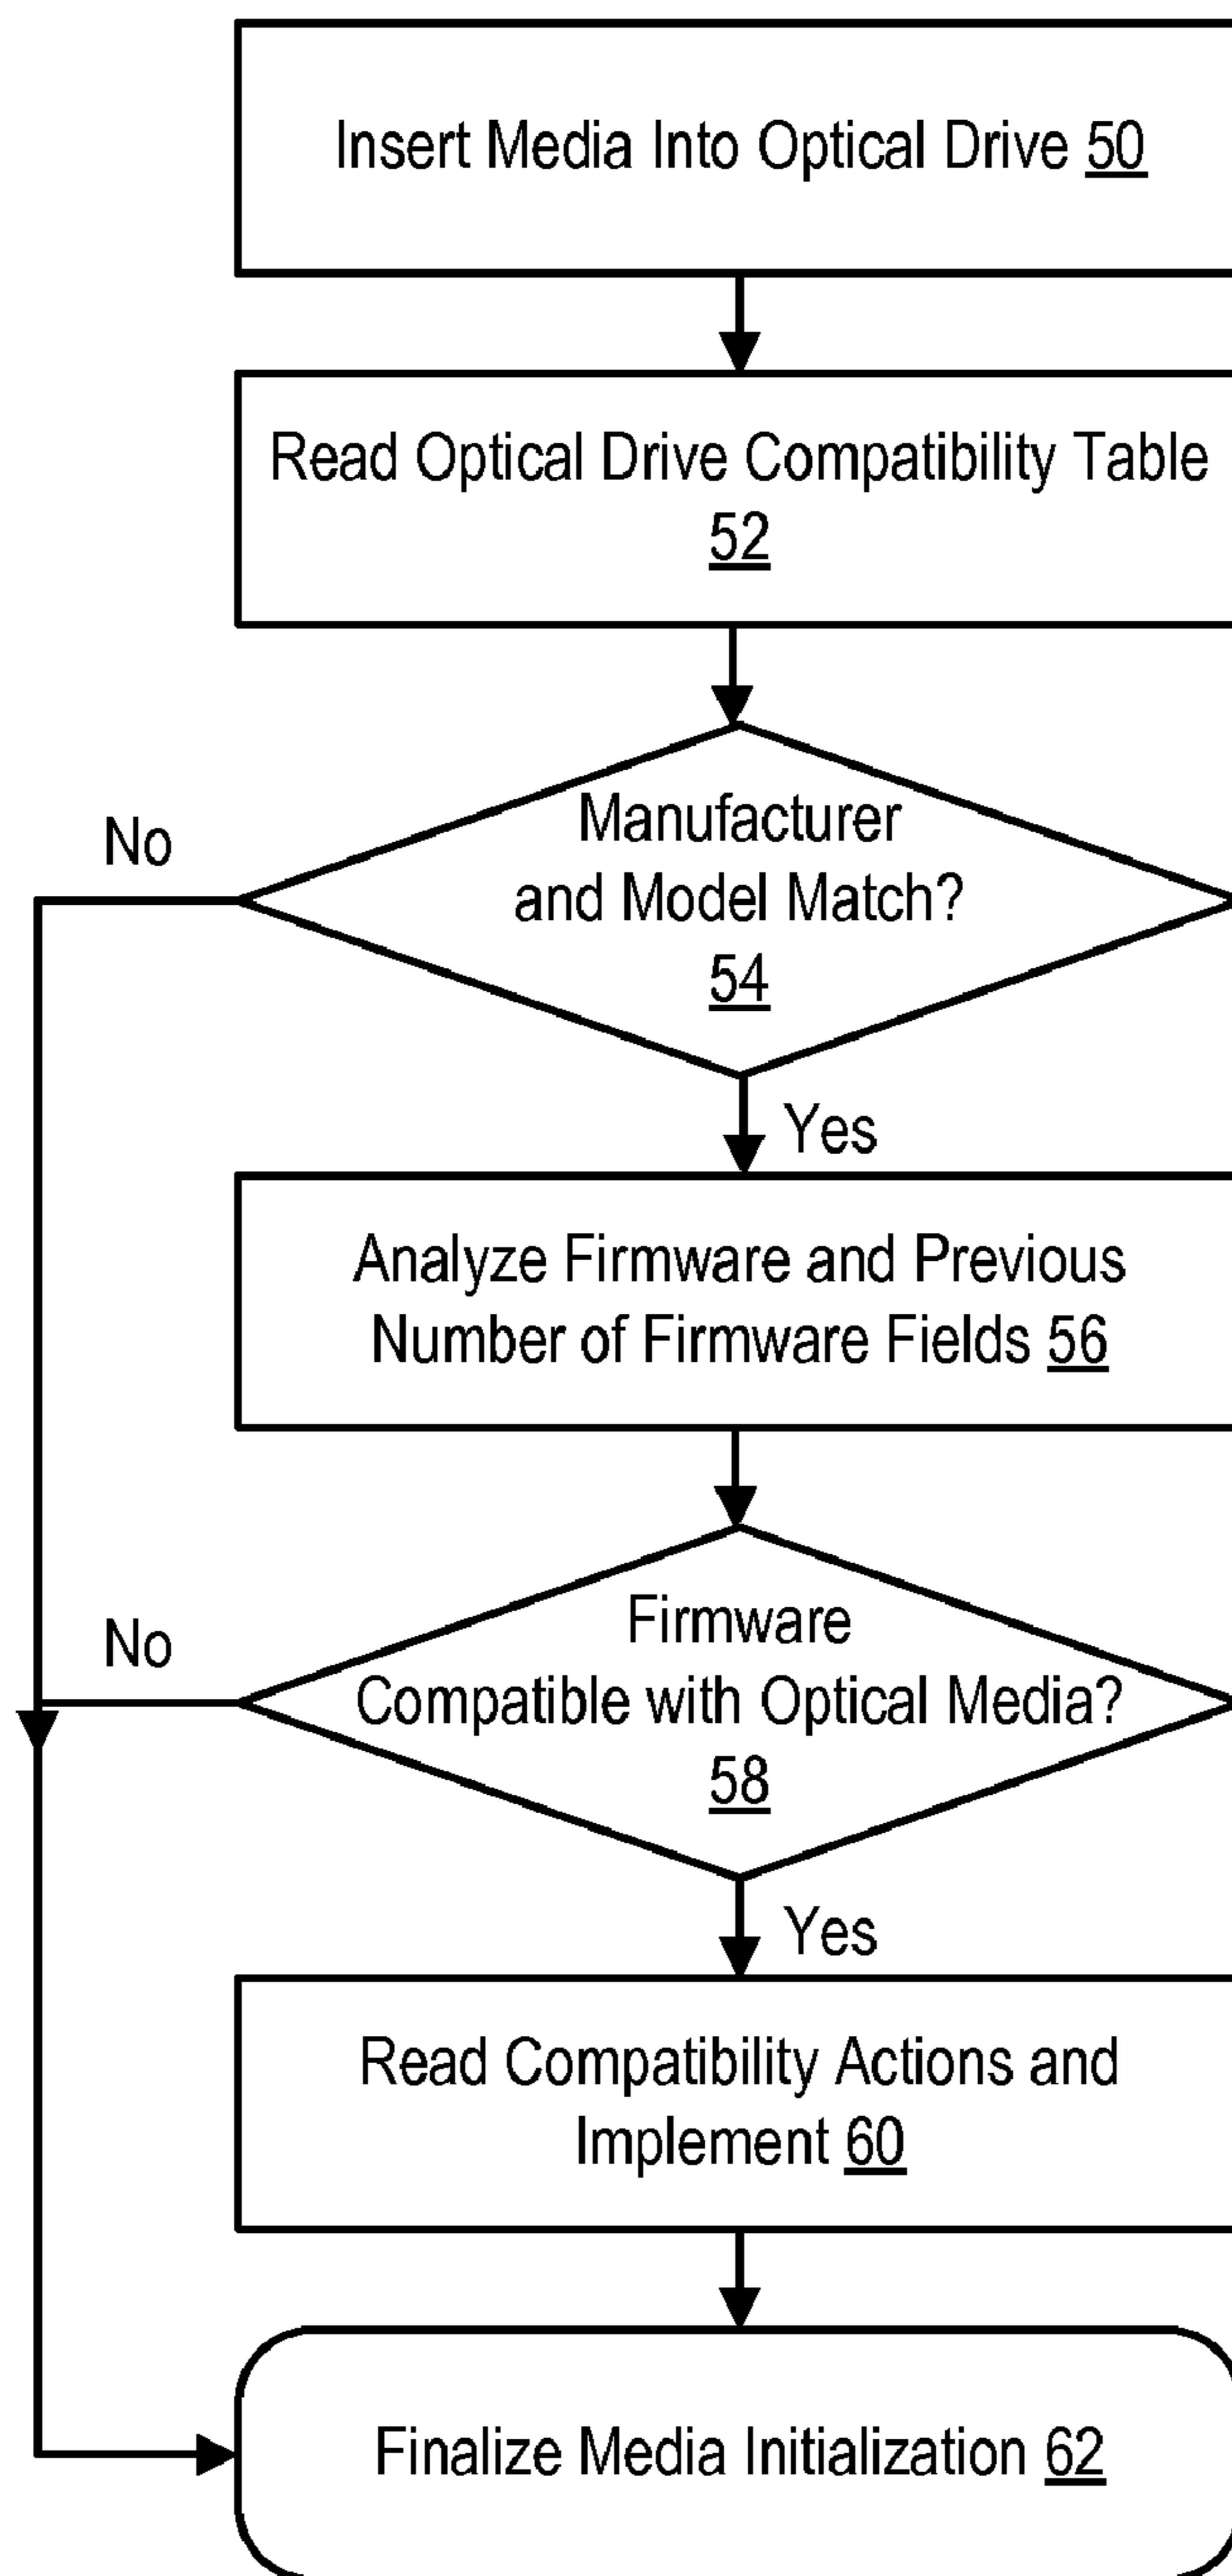 Insert Media Into Optical Drive 50
Read Optical Drive Compatibility Table
52
No
Manufacturer
and Model Match?
54
Yes
Analyze Firmware and Previous
Number of Firmware Fields 56
No
Firmware
Compatible with Optical Media?
58
Yes
Read Compatibility Actions and
Implement 60
Finalize Media Initialization 62